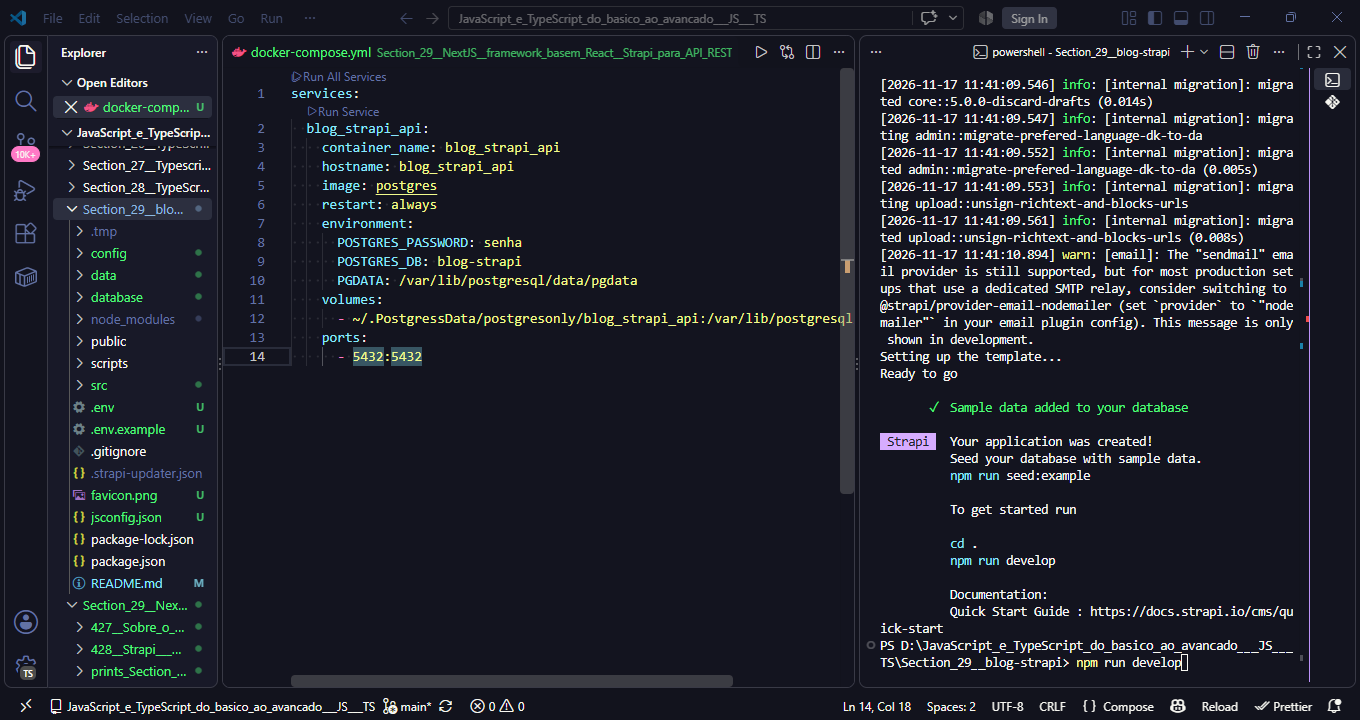 File Edit Selection View Go Run ··· JavaScript_e_TypeScript_do_basico_ao_avancado___JS___TS Sign In
Explorer ···
Open Editors
docker-comp... U
JavaScript_e_TypeScrip...
Section_27__Typescri...
Section_28__TypeScr...
Section_29__blo...
.tmp
config
data
database
node_modules
public
scripts
src
.env U
.env.example U
.gitignore
.strapi-updater.json
favicon.png U
jsconfig.json U
package-lock.json
package.json
README.md M
Section_29__Nex...
427__Sobre_o_...
428__Strapi___...
prints_Section_...
10K+
TS
docker-compose.yml Section_29__NextJS__framework_basem_React__Strapi_para_API_REST ···
Run All Services
1 services:
Run Service
2 blog_strapi_api:
3 container_name: blog_strapi_api
4 hostname: blog_strapi_api
5 image: postgres
6 restart: always
7 environment:
8 POSTGRES_PASSWORD: senha
9 POSTGRES_DB: blog-strapi
10 PGDATA: /var/lib/postgresql/data/pgdata
11 volumes:
12 - ~/.PostgressData/postgresonly/blog_strapi_api:/var/lib/postgresql
13 ports:
14 - 5432:5432
··· powershell - Section_29__blog-strapi ···
[2026-11-17 11:41:09.546] info: [internal migration]: migra
ted core::5.0.0-discard-drafts (0.014s)
[2026-11-17 11:41:09.547] info: [internal migration]: migra
ting admin::migrate-prefered-language-dk-to-da
[2026-11-17 11:41:09.552] info: [internal migration]: migra
ted admin::migrate-prefered-language-dk-to-da (0.005s)
[2026-11-17 11:41:09.553] info: [internal migration]: migra
ting upload::unsign-richtext-and-blocks-urls
[2026-11-17 11:41:09.561] info: [internal migration]: migra
ted upload::unsign-richtext-and-blocks-urls (0.008s)
[2026-11-17 11:41:10.894] warn: [email]: The "sendmail" ema
il provider is still supported, but for most production set
ups that use a dedicated SMTP relay, consider switching to
@strapi/provider-email-nodemailer (set `provider` to `"node
mailer"` in your email plugin config). This message is only
shown in development.
Setting up the template...
Ready to go
✓ Sample data added to your database
Strapi Your application was created!
Seed your database with sample data.
npm run seed:example
To get started run
cd .
npm run develop
Documentation:
Quick Start Guide : https://docs.strapi.io/cms/qu
ick-start
PS D:\JavaScript_e_TypeScript_do_basico_ao_avancado___JS___
TS\Section_29__blog-strapi> npm run develop
JavaScript_e_TypeScript_do_basico_ao_avancado___JS___TS main* 0 0 Ln 14, Col 18 Spaces: 2 UTF-8 CRLF { } Compose Reload Prettier